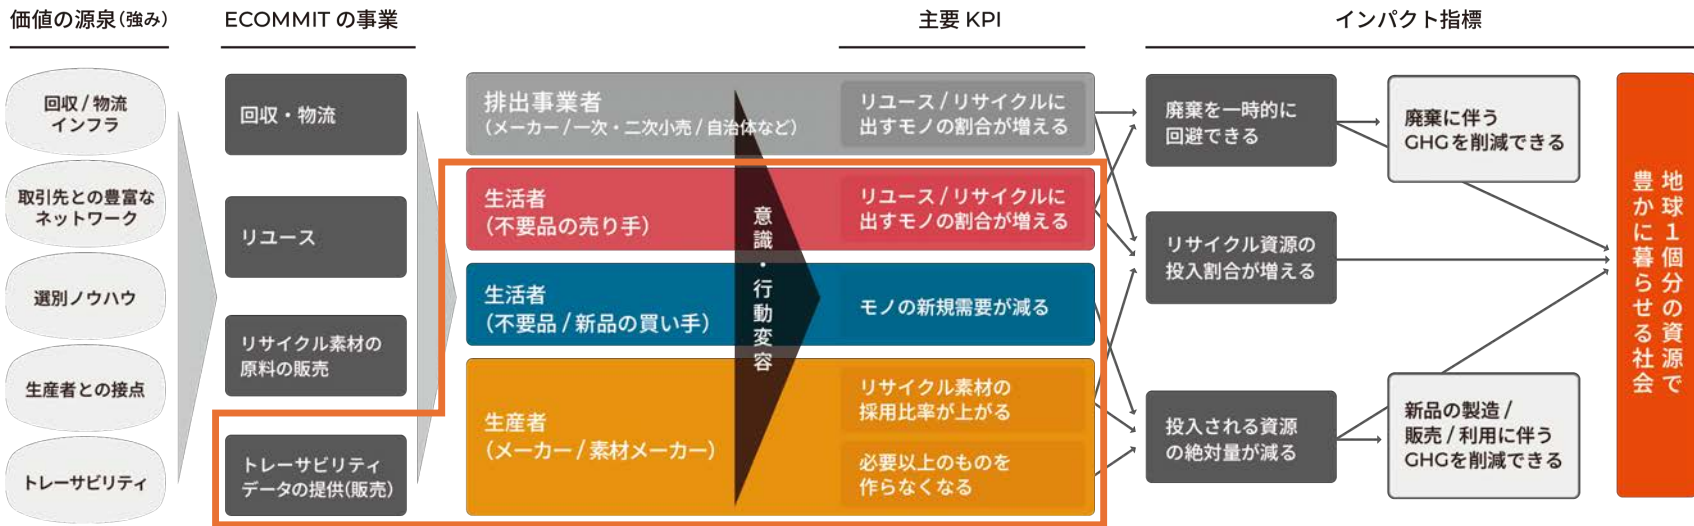 価値の源泉(強み)
ECOMMIT の事業
主要 KPI
インパクト指標
回収 / 物流
インフラ
取引先との豊富な
ネットワーク
選別ノウハウ
生産者との接点
トレーサビリティ
回収・物流
リユース
リサイクル素材の
原料の販売
トレーサビリティ
データの提供(販売)
排出事業者
(メーカー / 一次・二次小売 / 自治体など)
生活者
(不要品の売り手)
生活者
(不要品 / 新品の買い手)
生産者
(メーカー / 素材メーカー)
意識・行動変容
リユース / リサイクルに
出すモノの割合が増える
リユース / リサイクルに
出すモノの割合が増える
モノの新規需要が減る
リサイクル素材の
採用比率が上がる
必要以上のものを
作らなくなる
廃棄を一時的に
回避できる
リサイクル資源の
投入割合が増える
投入される資源
の絶対量が減る
廃棄に伴う
GHGを削減できる
新品の製造 /
販売 / 利用に伴う
GHGを削減できる
地球1個分の資源で
豊かに暮らせる社会